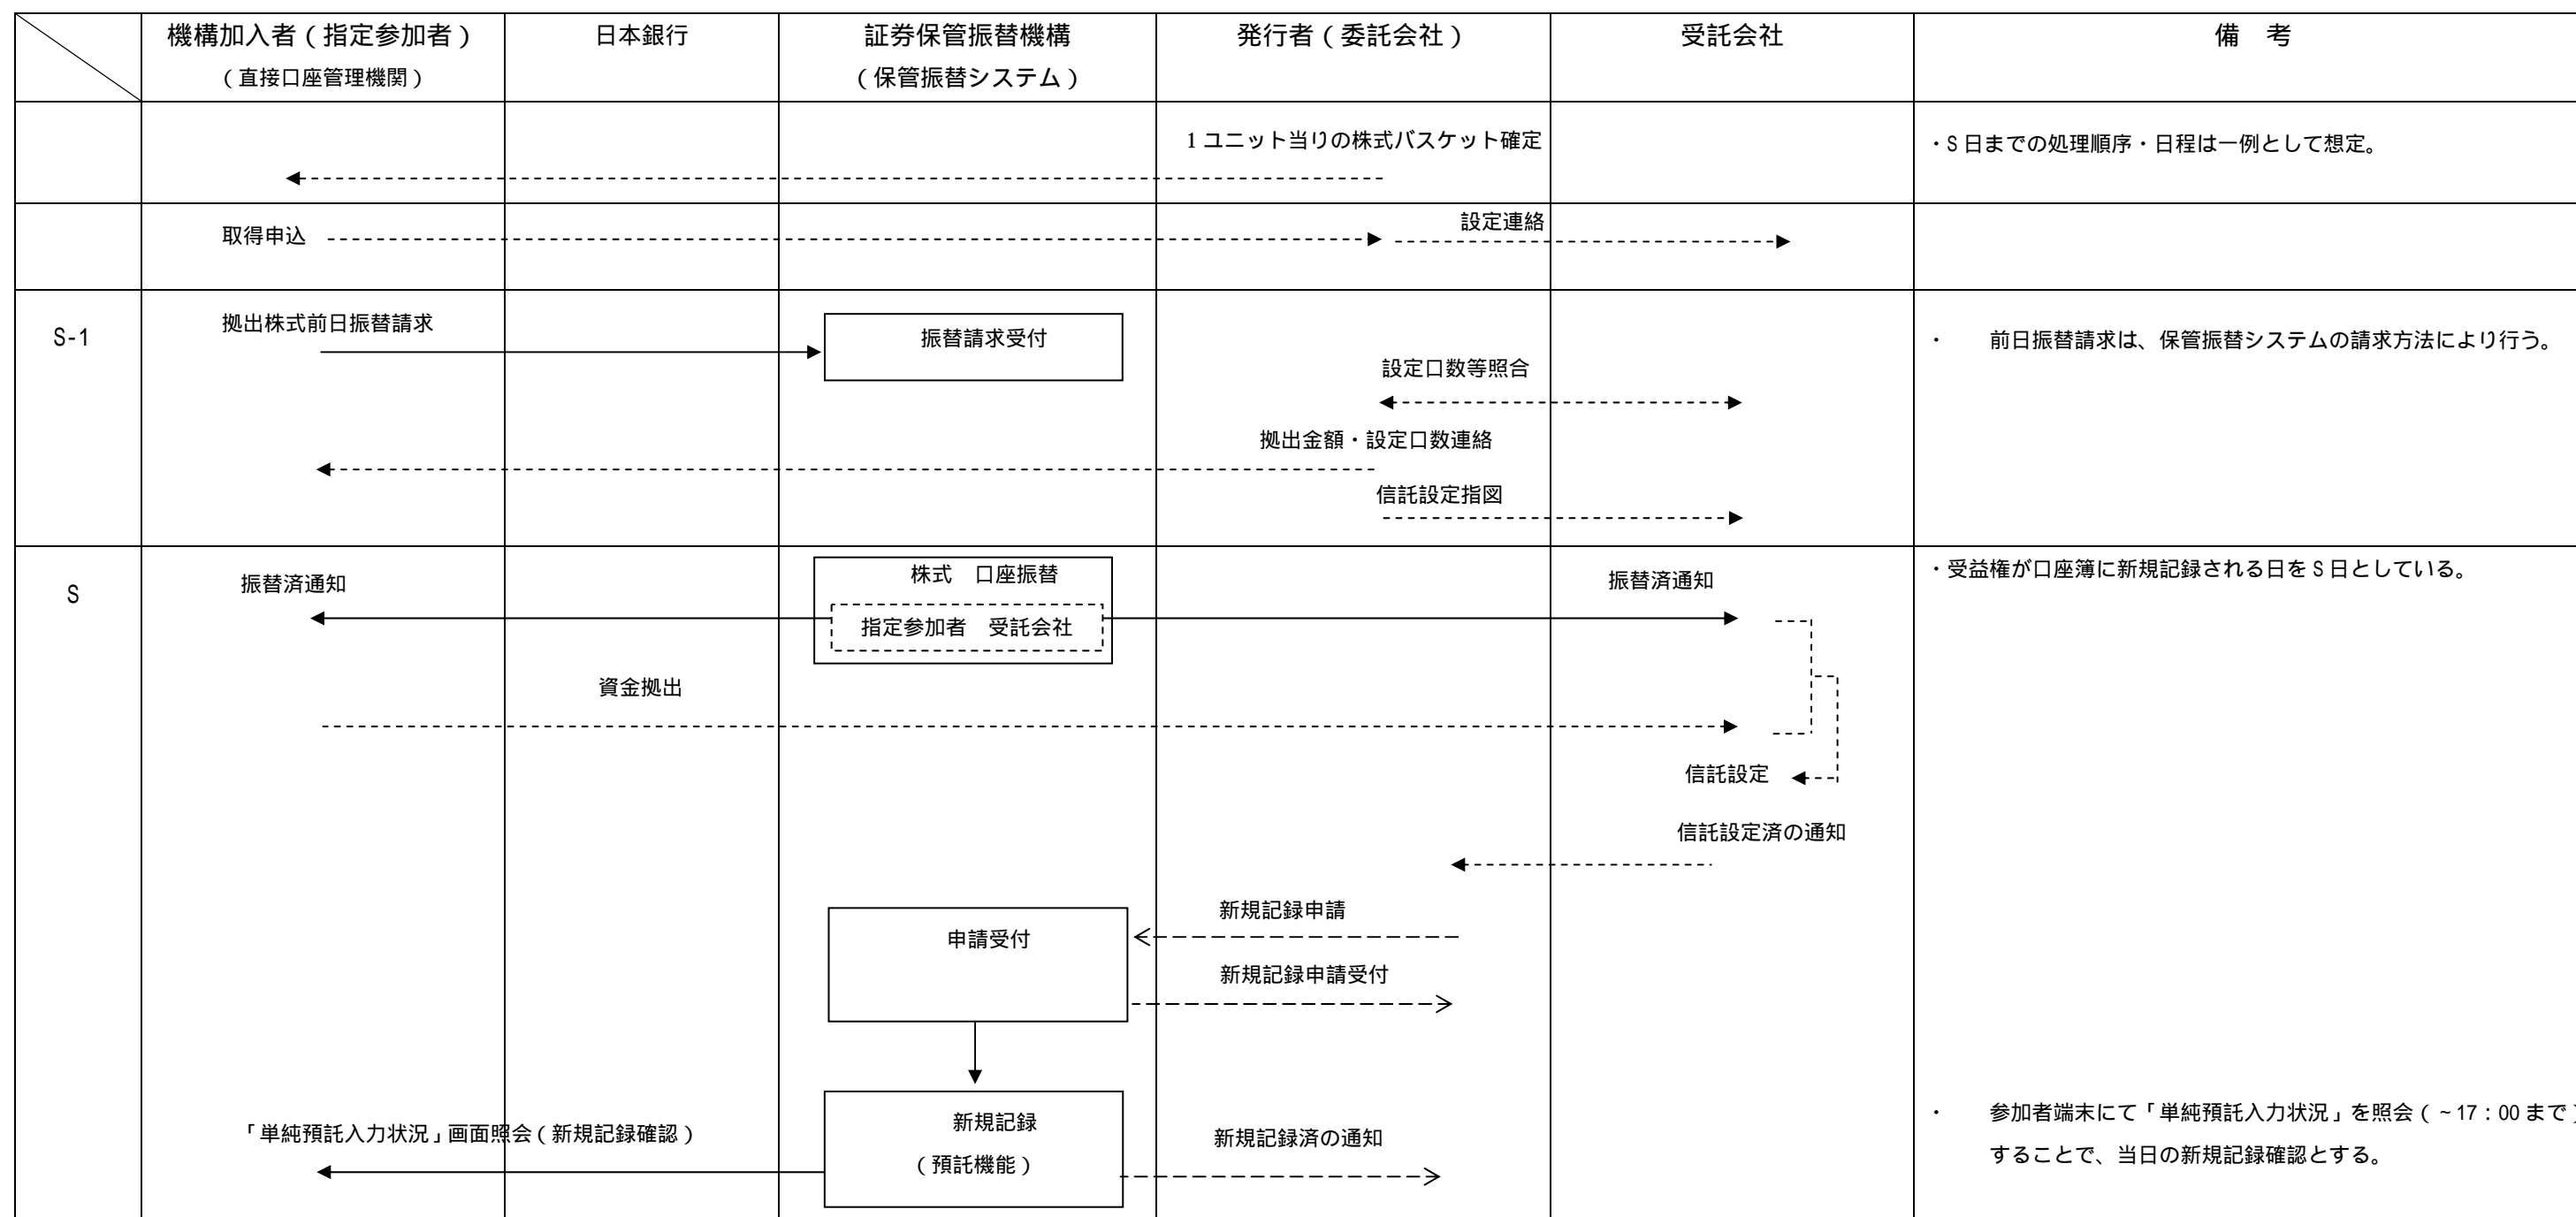 機構加入者（指定参加者）
（直接口座管理機関）
日本銀行
証券保管振替機構
（保管振替システム）
発行者（委託会社）
受託会社
備　考
1 ユニット当りの株式バスケット確定
・S 日までの処理順序・日程は一例として想定。
取得申込
設定連絡
S-1
拠出株式前日振替請求
振替請求受付
・　前日振替請求は、保管振替システムの請求方法により行う。
設定口数等照合
拠出金額・設定口数連絡
信託設定指図
S
振替済通知
株式　口座振替
指定参加者　受託会社
振替済通知
・受益権が口座簿に新規記録される日を S 日としている。
資金拠出
信託設定
信託設定済の通知
新規記録申請
申請受付
新規記録申請受付
「単純預託入力状況」画面照会（新規記録確認）
新規記録
（預託機能）
新規記録済の通知
・　参加者端末にて「単純預託入力状況」を照会（～17：00 まで）
することで、当日の新規記録確認とする。